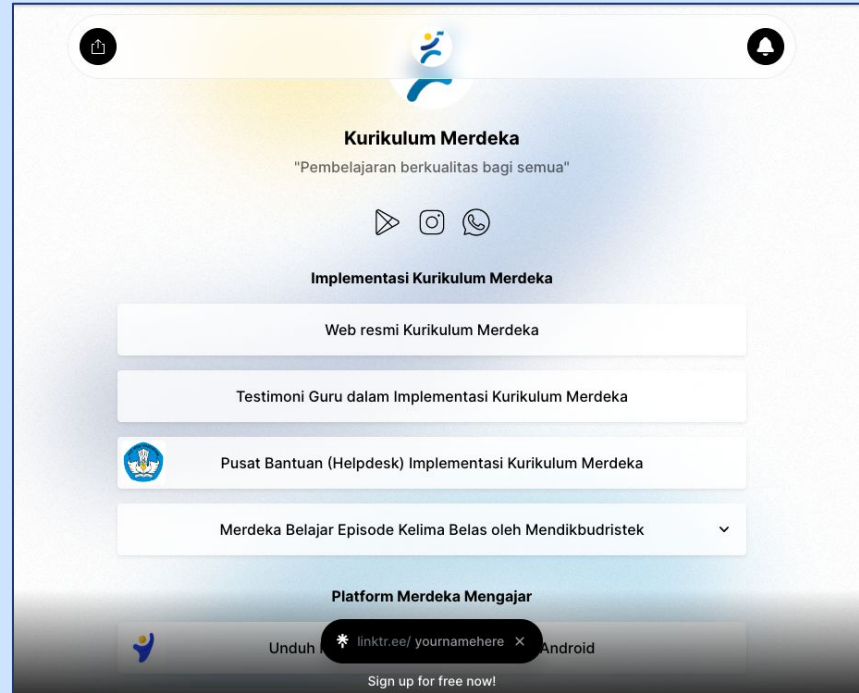 Kurikulum Merdeka
"Pembelajaran berkualitas bagi semua"
Implementasi Kurikulum Merdeka
Web resmi Kurikulum Merdeka
Testimoni Guru dalam Implementasi Kurikulum Merdeka
Pusat Bantuan (Helpdesk) Implementasi Kurikulum Merdeka
Merdeka Belajar Episode Kelima Belas oleh Mendikbudristek
Platform Merdeka Mengajar
Unduh Android
linktr.ee/ yournamehere
Sign up for free now!